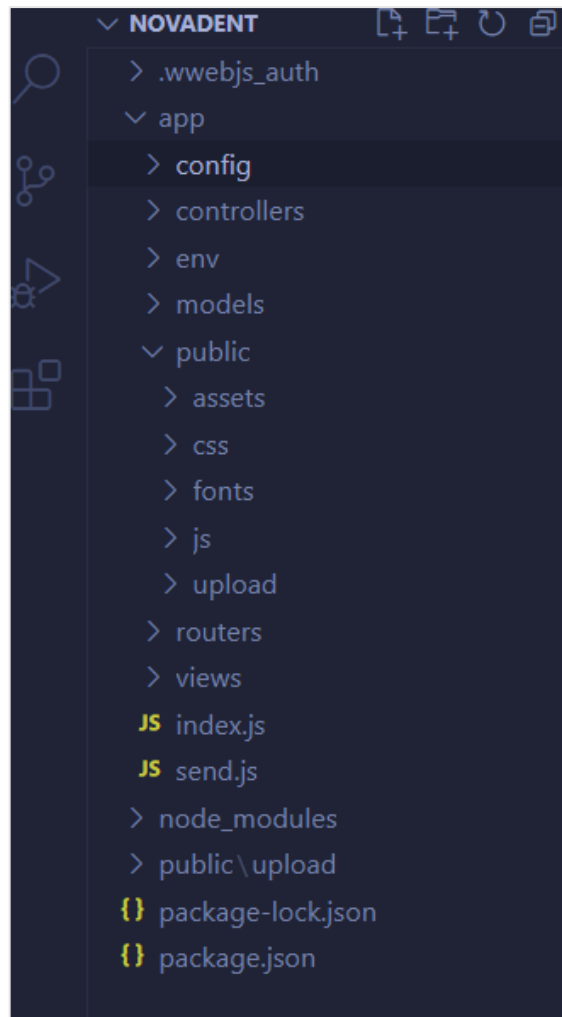 NOVADENT
.wwebjs_auth
app
config
controllers
env
models
public
assets
css
fonts
js
upload
routers
views
JS index.js
JS send.js
node_modules
public\upload
{} package-lock.json
{} package.json